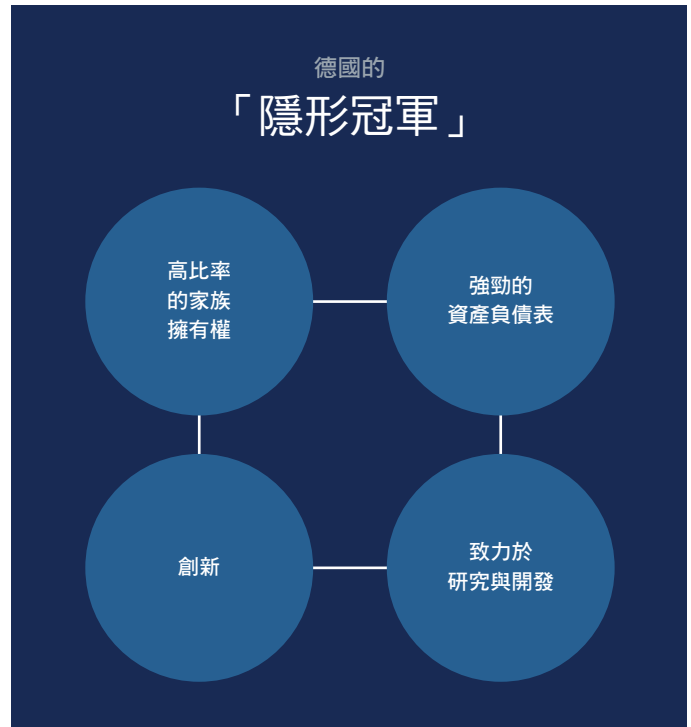 德國的
「隱形冠軍」
高比率
的家族
擁有權
強勁的
資產負債表
創新
致力於
研究與開發